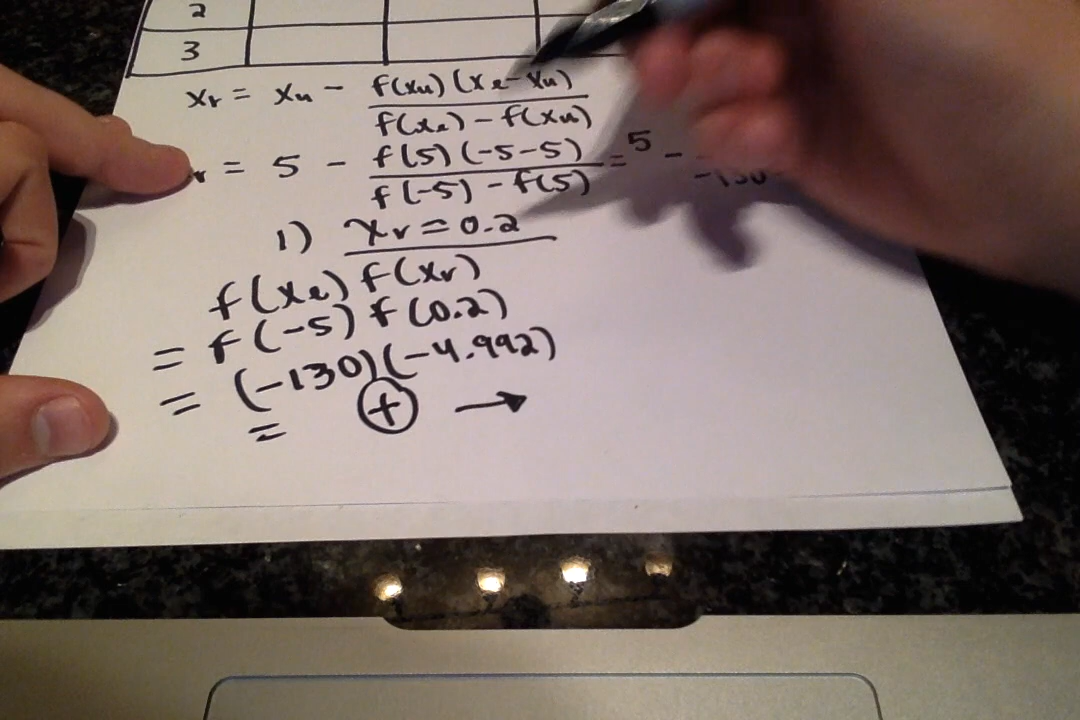 2
3
xr = xu - f(xu)(xl-xu)
f(xl) - f(xu)
r = 5 - f(5)(-5-5) = 5 -
f(-5) - f(5)
1) xr = 0.2
f(xl) f(xr)
= f(-5) f(0.2)
= (-130)(-4.992)
= (+) →